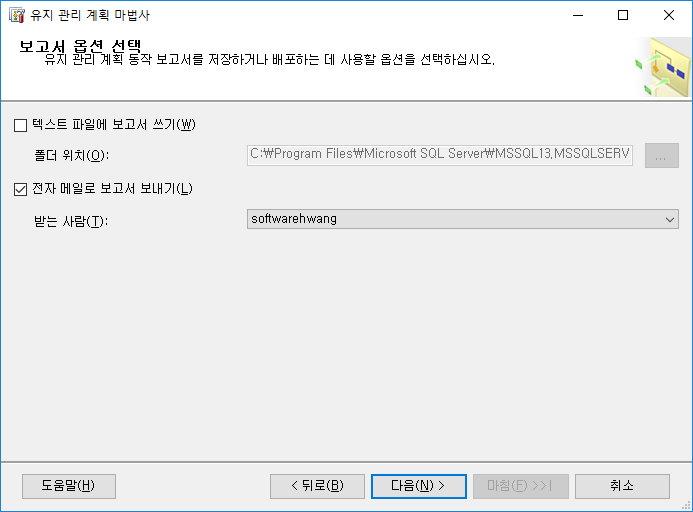 유지 관리 계획 마법사
보고서 옵션 선택
유지 관리 계획 동작 보고서를 저장하거나 배포하는 데 사용할 옵션을 선택하십시오.
텍스트 파일에 보고서 쓰기(W)
폴더 위치(O):
C:₩Program Files₩Microsoft SQL Server₩MSSQL13,MSSQLSERV
...
전자 메일로 보고서 보내기(L)
받는 사람(T):
softwarehwang
도움말(H)
< 뒤로(B)
다음(N) >
마침(F) >>|
취소